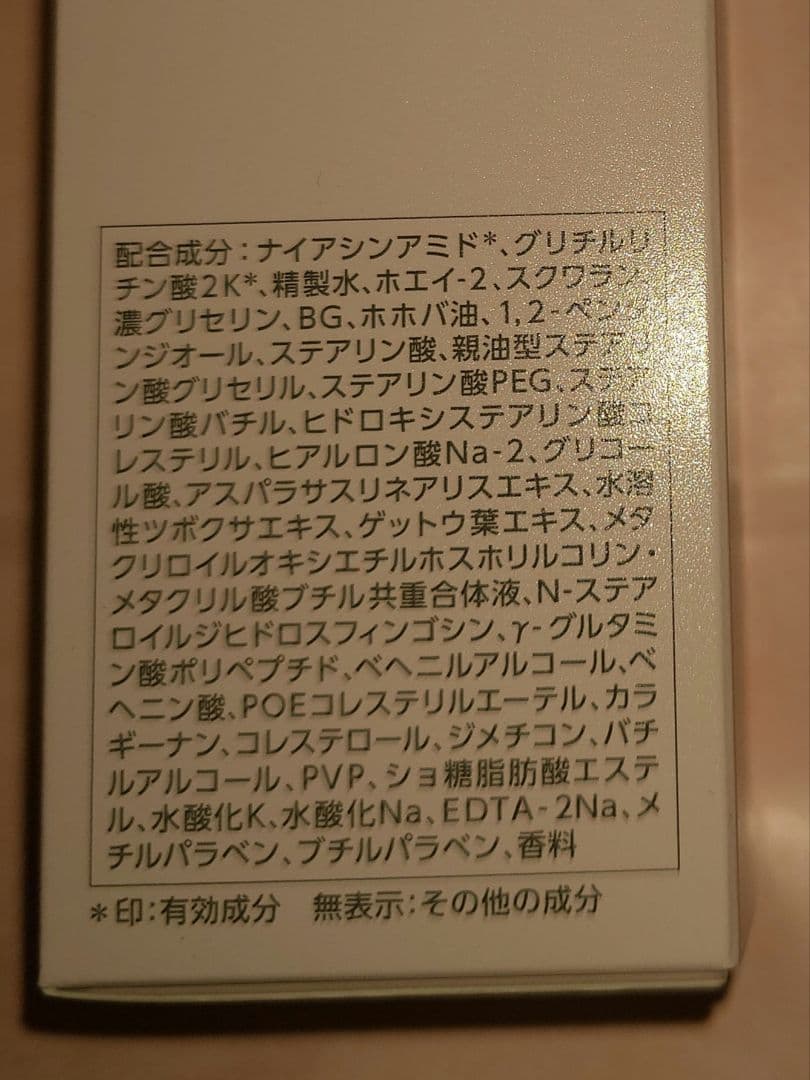 配合成分：ナイアシンアミド*、グリチルリ
チン酸2K*、精製水、ホエイ-2、スクワラン、
濃グリセリン、BG、ホホバ油、1,2-ペンタ
ンジオール、ステアリン酸、親油型ステアリ
ン酸グリセリル、ステアリン酸PEG、ステア
リン酸バチル、ヒドロキシステアリン酸コ
レステリル、ヒアルロン酸Na-2、グリコー
ル酸、アスパラサスリネアリスエキス、水溶
性ツボクサエキス、ゲットウ葉エキス、メタ
クリロイルオキシエチルホスホリルコリン・
メタクリル酸ブチル共重合体液、N-ステア
ロイルジヒドロスフィンゴシン、γ-グルタミ
ン酸ポリペプチド、ベヘニルアルコール、ベ
ヘニン酸、POEコレステリルエーテル、カラ
ギーナン、コレステロール、ジメチコン、バチ
ルアルコール、PVP、ショ糖脂肪酸エステ
ル、水酸化K、水酸化Na、EDTA-2Na、メ
チルパラベン、ブチルパラベン、香料
*印：有効成分　無表示：その他の成分